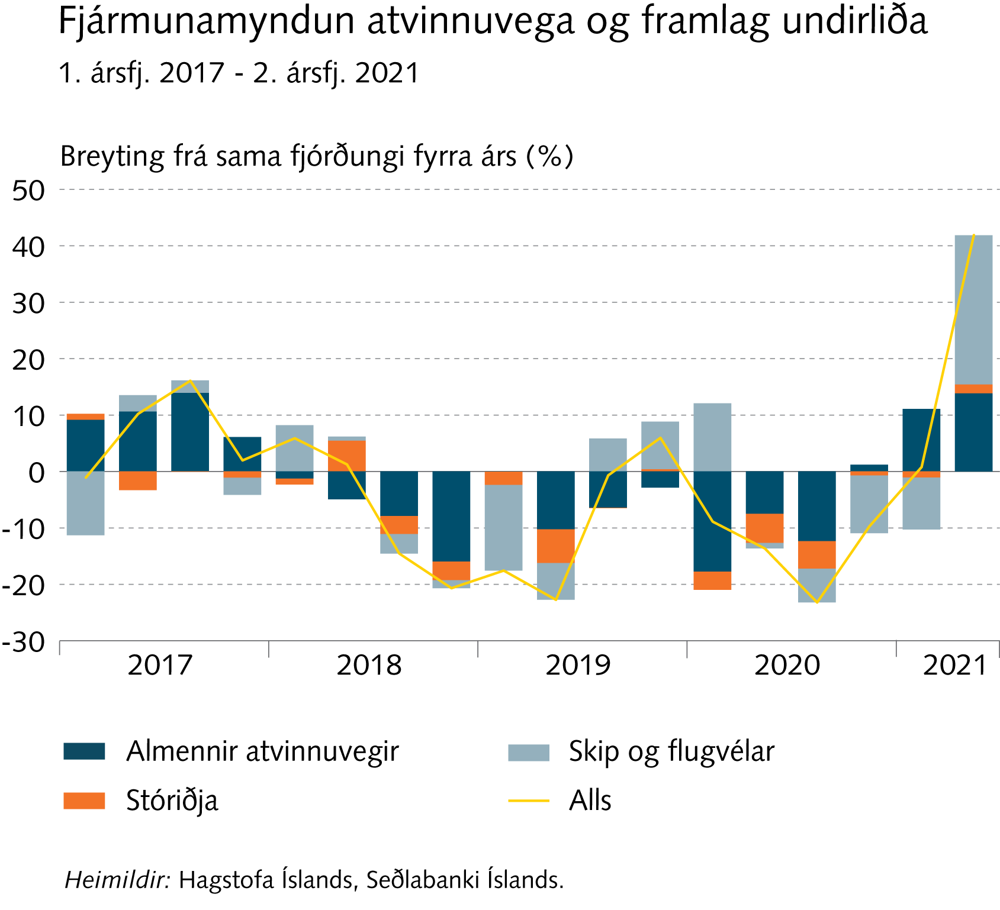 Fjármunamyndun atvinnuvega og framlag undirliða
1. ársfj. 2017 - 2. ársfj. 2021
Breyting frá sama fjórðungi fyrra árs (%)
50
40
30
20
10
0
-10
-20
-30
2017 2018 2019 2020 2021
Almennir atvinnuvegir Skip og flugvélar
Stóriðja Alls
Heimildir: Hagstofa Íslands, Seðlabanki Íslands.